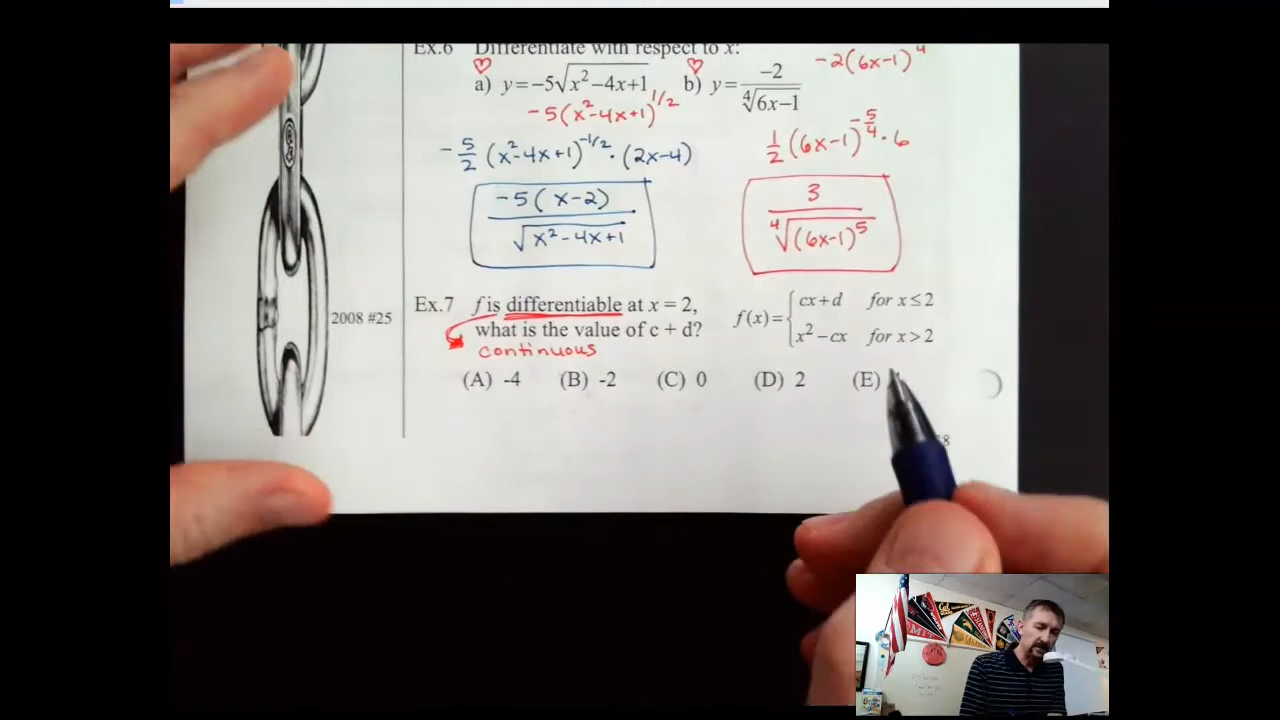 Ex.6 Differentiate with respect to x:
-2(6x-1)^4
a) y=-5√(x²-4x+1)
b) y=-2/∜(6x-1)
-5(x²-4x+1)^1/2
-5/2 (x²-4x+1)^-1/2 · (2x-4)
1/2 (6x-1)^-5/4 · 6
-5(x-2)/√(x²-4x+1)
3/∜((6x-1)^5)
2008 #25
Ex.7 f is differentiable at x = 2,
what is the value of c + d?
continuous
f(x)={
cx+d for x≤2
x²-cx for x>2
(A) -4 (B) -2 (C) 0 (D) 2 (E)